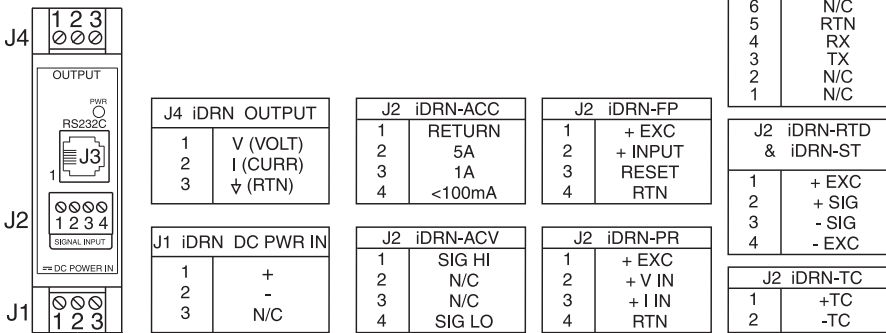 J4
1 2 3
OUTPUT
PWR
RS232C
J3
1
J2
1 2 3 4
SIGNAL INPUT
DC POWER IN
J1
1 2 3
J4 iDRN OUTPUT
1 V (VOLT)
2 I (CURR)
3 (RTN)
J1 iDRN DC PWR IN
1 +
2 -
3 N/C
J2 iDRN-ACC
1 RETURN
2 5A
3 1A
4 <100mA
J2 iDRN-ACV
1 SIG HI
2 N/C
3 N/C
4 SIG LO
J2 iDRN-FP
1 + EXC
2 + INPUT
3 RESET
4 RTN
J2 iDRN-PR
1 + EXC
2 + V IN
3 + I IN
4 RTN
6 N/C
5 RTN
4 RX
3 TX
2 N/C
1 N/C
J2 iDRN-RTD
& iDRN-ST
1 + EXC
2 + SIG
3 - SIG
4 - EXC
J2 iDRN-TC
1 +TC
2 -TC